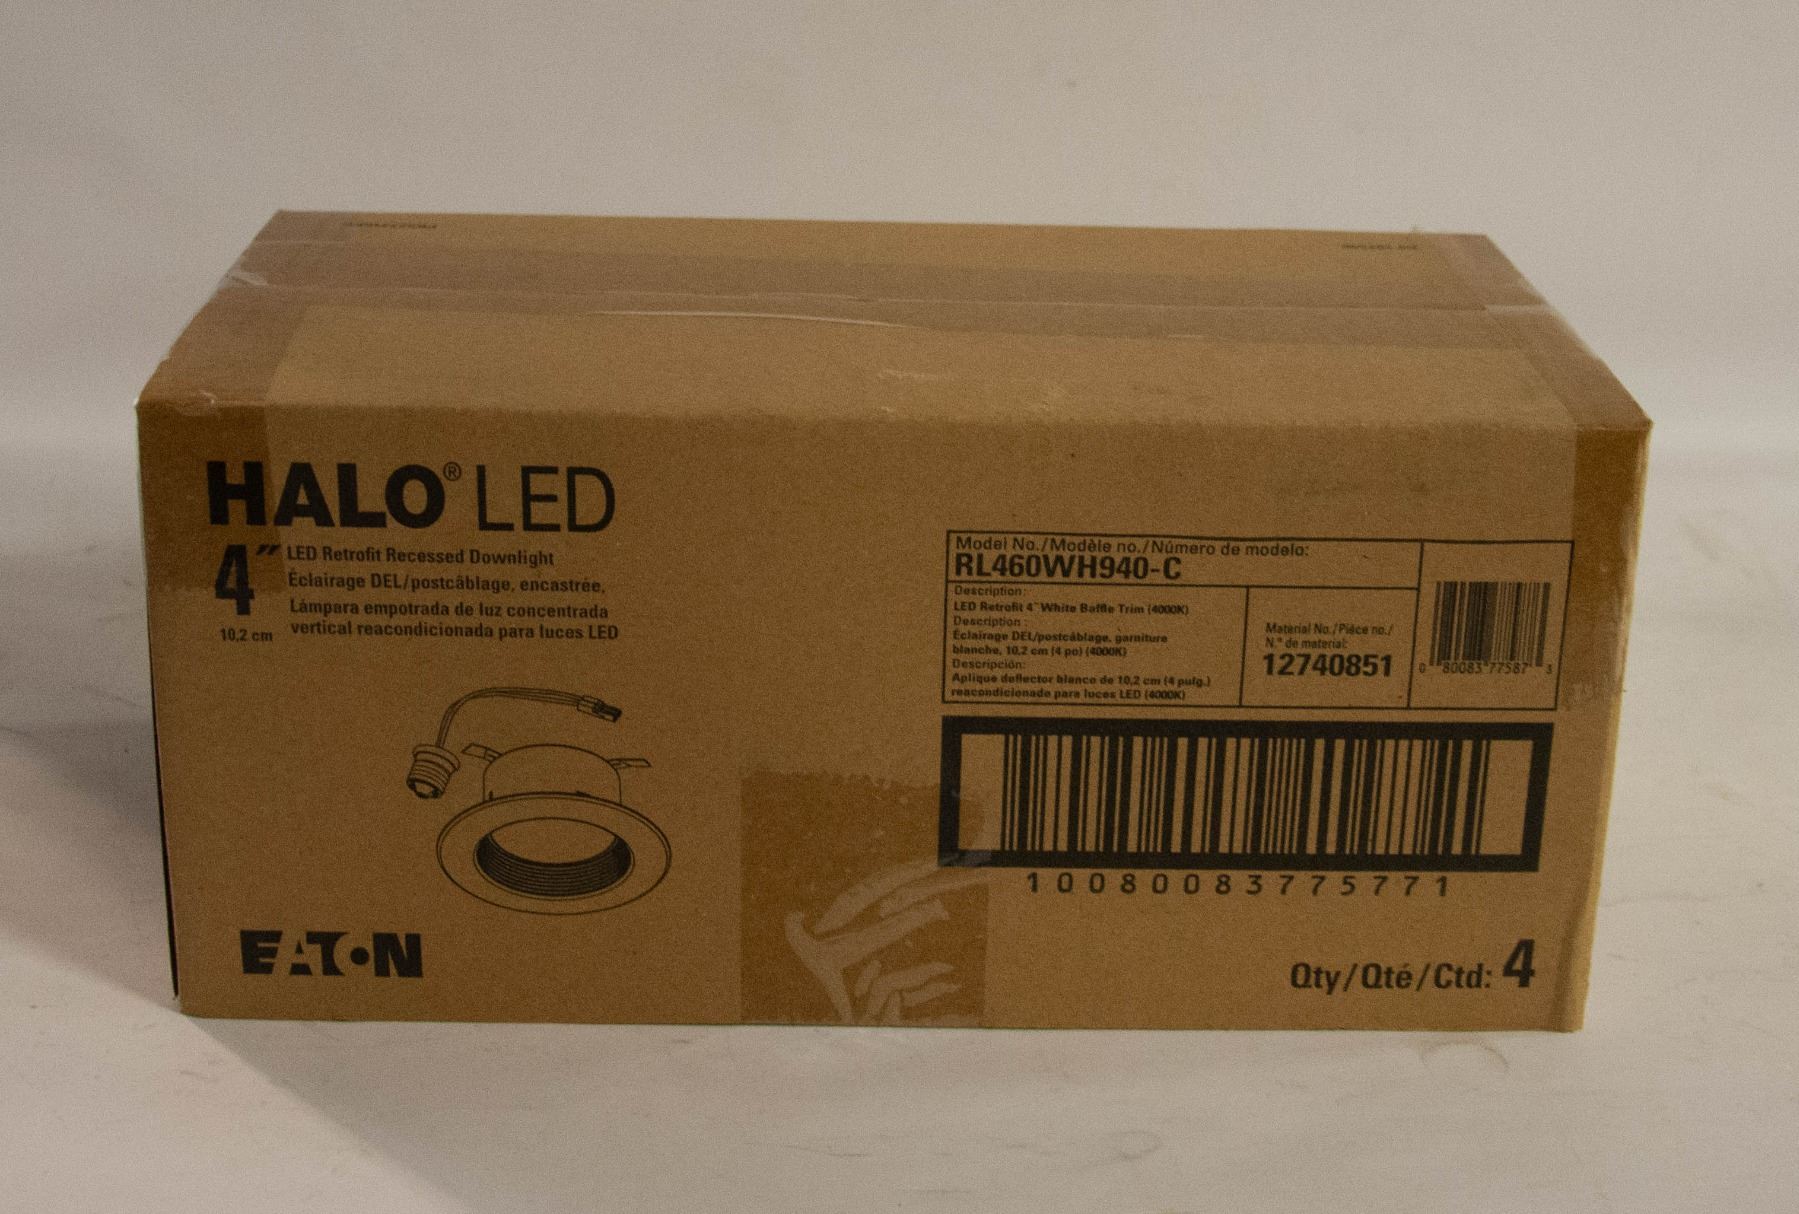 HALO® LED
4″
10,2 cm
LED Retrofit Recessed Downlight
Éclairage DEL/postcâblage, encastrée,
Lámpara empotrada de luz concentrada
vertical reacondicionada para luces LED
EATON
Model No./Modèle no./Número de modelo:
RL460WH940-C
Description:
LED Retrofit 4" White Baffle Trim (4000K)
Description :
Éclairage DEL/postcâblage, garniture
blanche, 10,2 cm (4 po) (4000K)
Descripción:
Aplique deflector blanco de 10,2 cm (4 pulg.)
reacondicionado para luces LED (4000K)
Material No./Pièce no./
N.° de material:
12740851
0 80083 77587 3
10080083775771
Qty/Qté/Ctd: 4